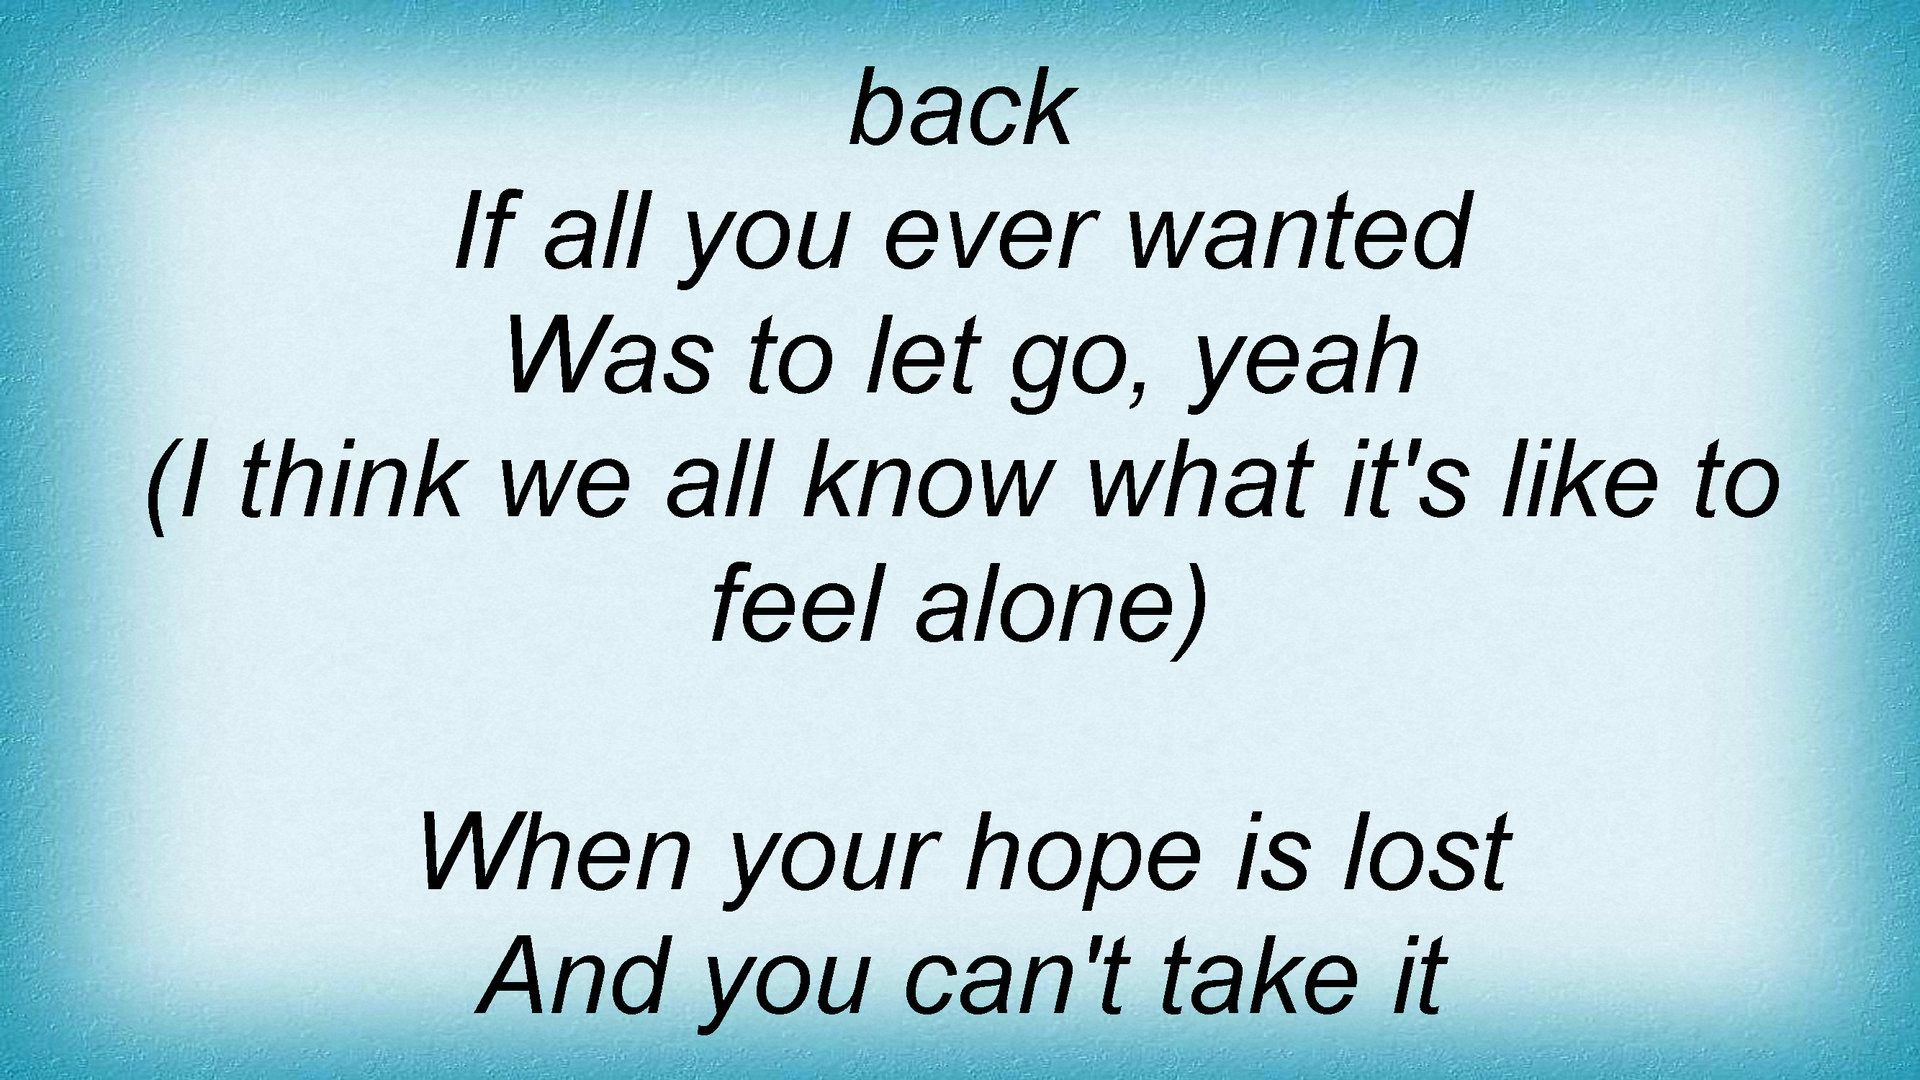 back
If all you ever wanted
Was to let go, yeah
(I think we all know what it's like to
feel alone)
When your hope is lost
And you can't take it